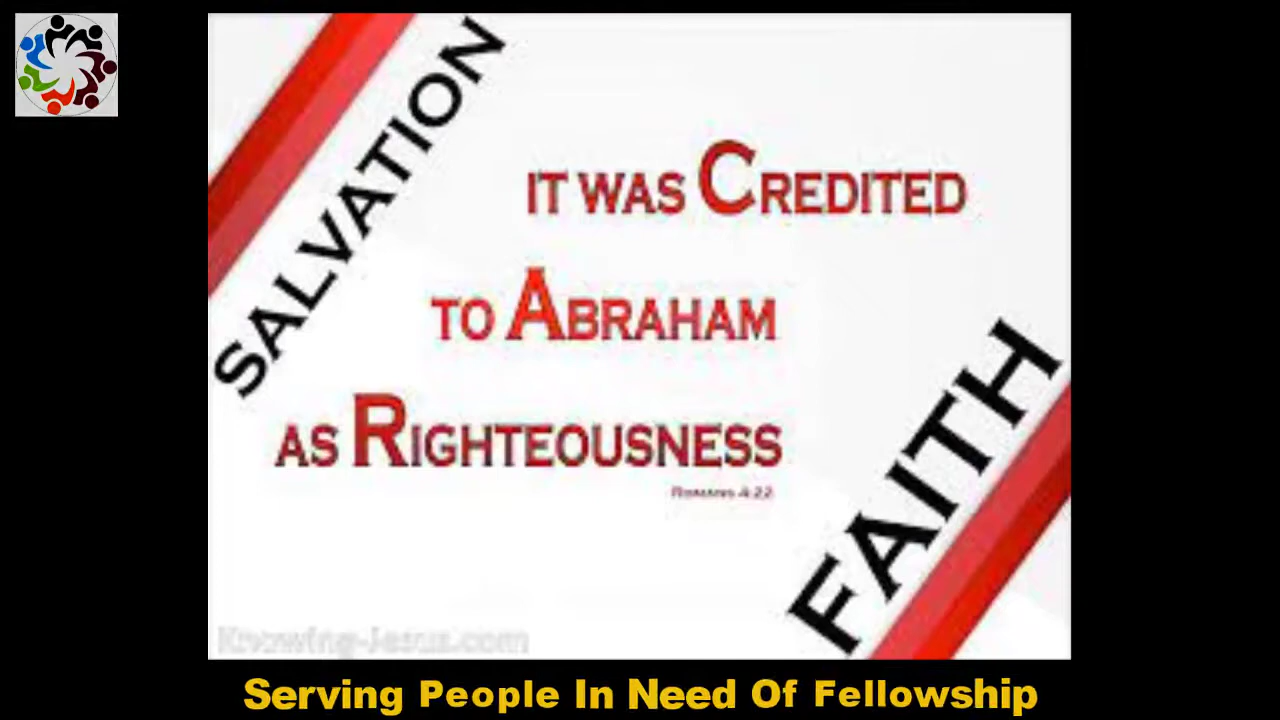 SALVATION
IT WAS CREDITED
TO ABRAHAM
AS RIGHTEOUSNESS
ROMANS 4:22
FAITH
Knowing-Jesus.com
Serving People In Need Of Fellowship